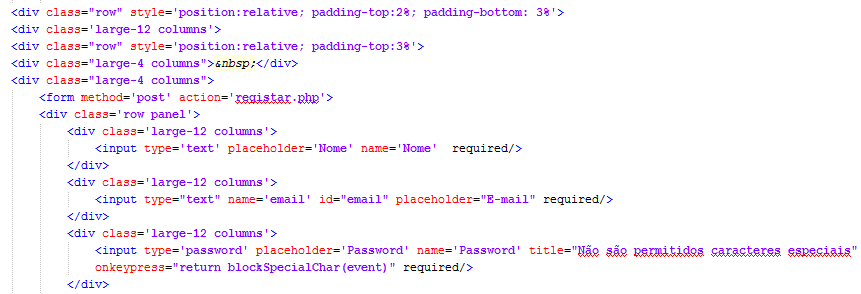 <div class="row" style='position:relative; padding-top:2%; padding-bottom: 3%'>
<div class='large-12 columns'>
<div class="row" style='position:relative; padding-top:3%'>
<div class="large-4 columns">&nbsp;</div>
<div class="large-4 columns">
<form method='post' action='registar.php'>
<div class='row panel'>
<div class='large-12 columns'>
<input type='text' placeholder='Nome' name='Nome'  required/>
</div>
<div class='large-12 columns'>
<input type="text" name='email' id="email" placeholder="E-mail" required/>
</div>
<div class='large-12 columns'>
<input type='password' placeholder='Password' name='Password' title="Não são permitidos caracteres especiais"
onkeypress="return blockSpecialChar(event)" required/>
</div>